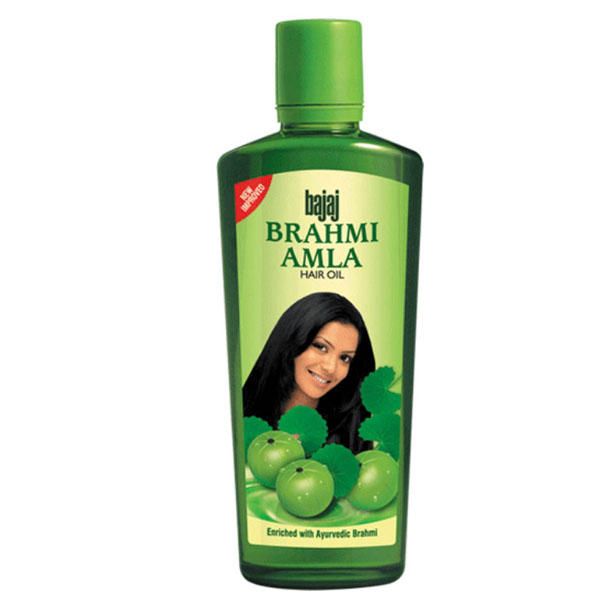 NEW
IMPROVED
bajaj
BRAHMI
AMLA
HAIR OIL
Enriched with Ayurvedic Brahmi